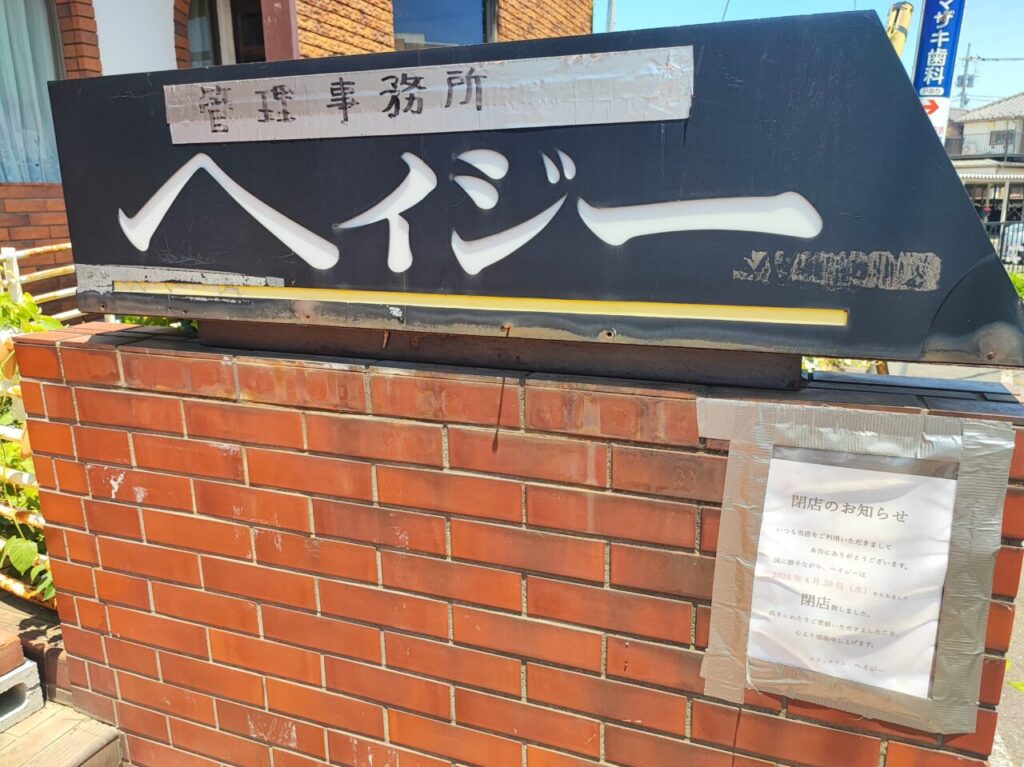 管理事務所
ヘイジー
マザキ歯科
閉店のお知らせ
いつも当店をご利用いただきまして
本当にありがとうございます。
誠に勝手ながら、ヘイジーは
2025年4月30日（水）をもちまして
閉店致しました。
長きにわたりご愛顧いただきましたこと、
心より感謝申し上げます。
ヘイジー